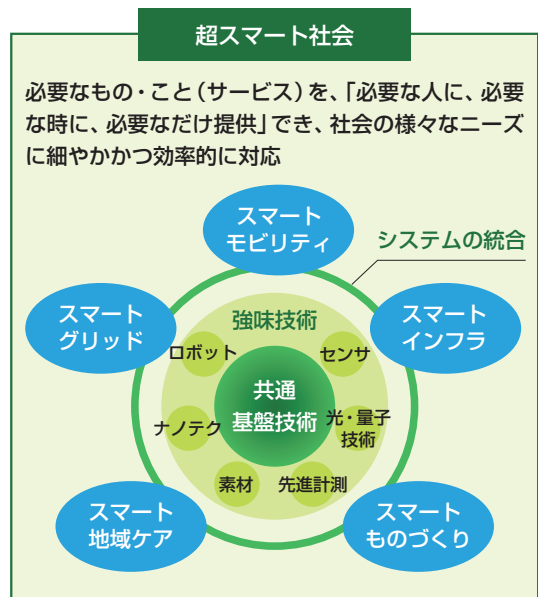 超スマート社会
必要なもの・こと（サービス）を、「必要な人に、必要
な時に、必要なだけ提供」でき、社会の様々なニーズ
に細やかかつ効率的に対応
スマート
モビリティ
システムの統合
スマート
グリッド
強味技術
スマート
インフラ
ロボット
センサ
共通
基盤技術
ナノテク
光・量子
技術
素材
先進計測
スマート
地域ケア
スマート
ものづくり